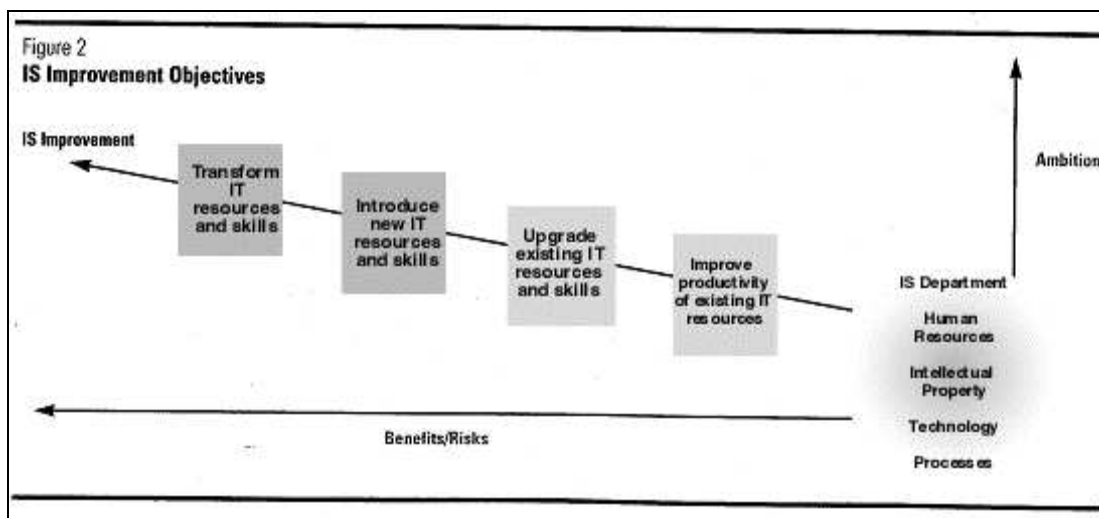 Figure 2
IS Improvement Objectives
IS Improvement
Transform
IT
resources
and skills
Introduce
new IT
resources
and skills
Upgrade
existing IT
resources
and skills
Improve
productivity
of existing IT
resources
Ambition
IS Department
Human
Resources
Intellectual
Property
Technology
Processes
Benefits/Risks